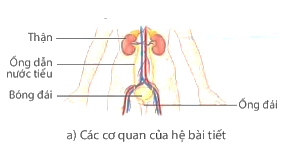 Thận
Ống dẫn
nước tiểu
Bóng đái
Ống đái
a) Các cơ quan của hệ bài tiết